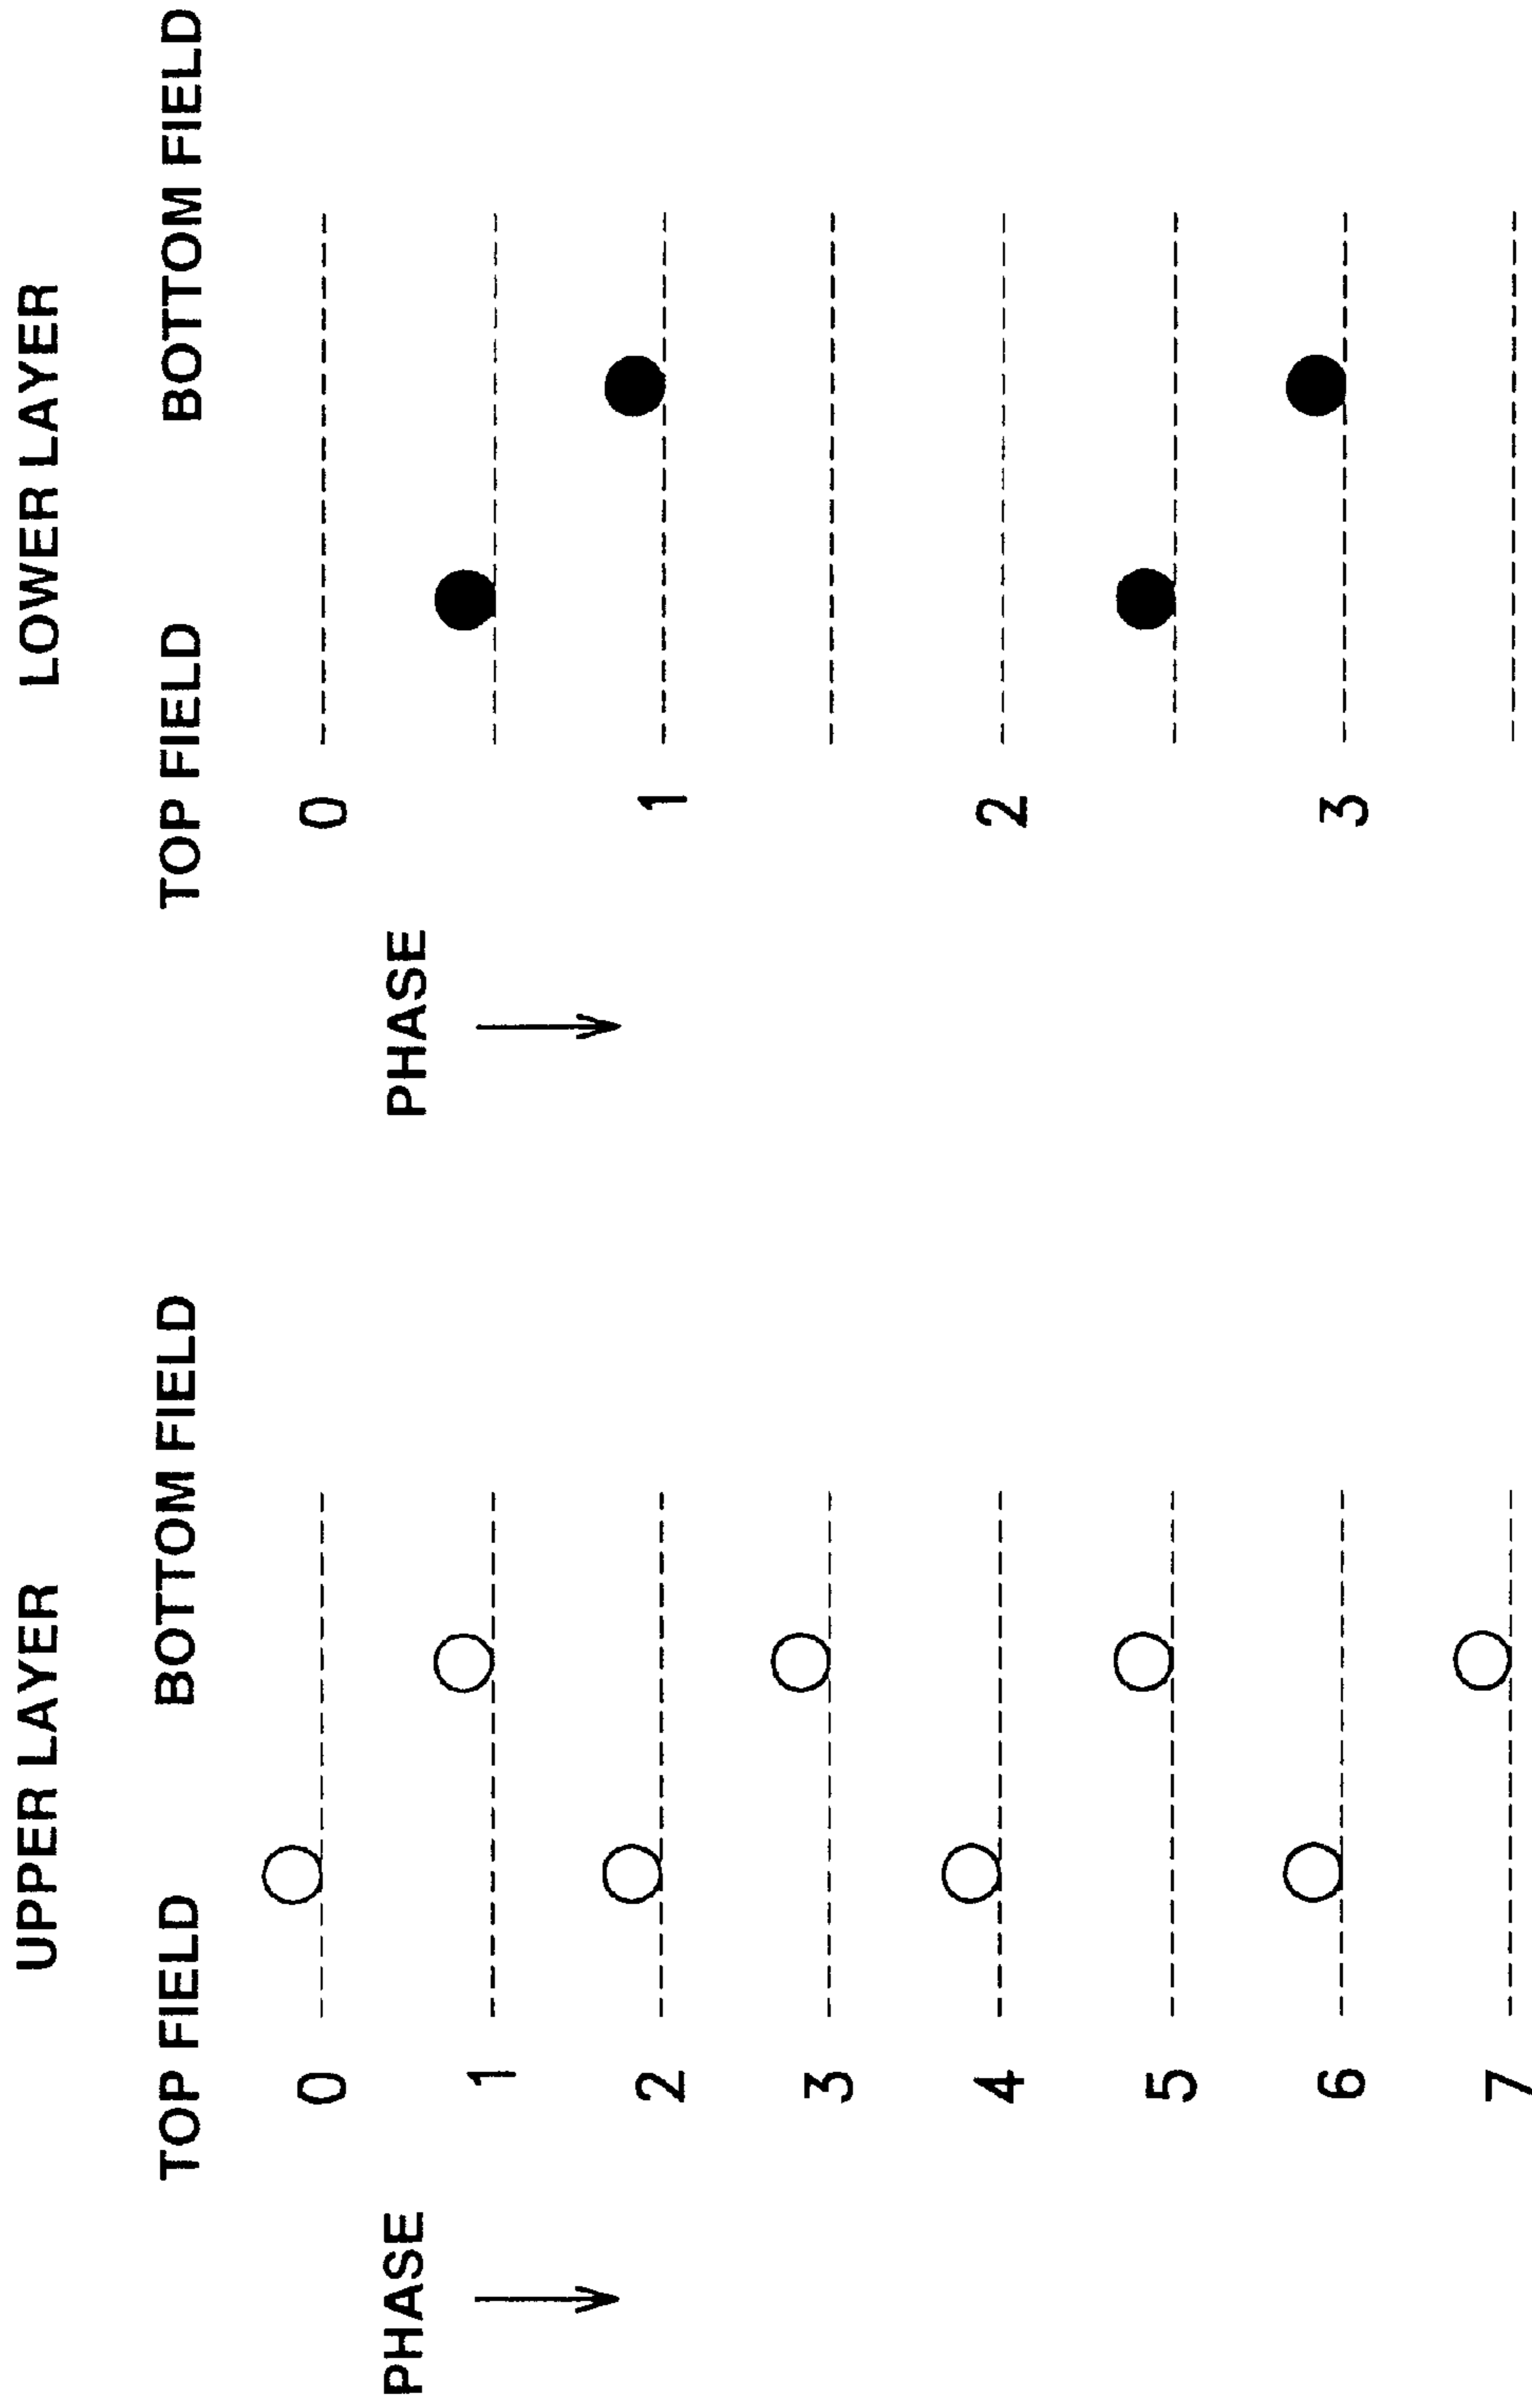 UPPER LAYER
TOP FIELD BOTTOM FIELD
PHASE
0
1
2
3
4
5
6
7
LOWER LAYER
TOP FIELD BOTTOM FIELD
PHASE
0
1
2
3